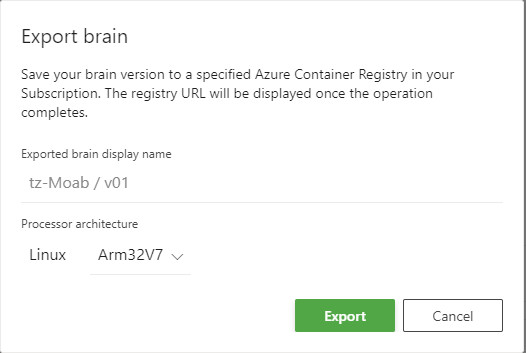 Export brain
Save your brain version to a specified Azure Container Registry in your
Subscription. The registry URL will be displayed once the operation
completes.
Exported brain display name
tz-Moab / v01
Processor architecture
Linux Arm32V7
Export Cancel